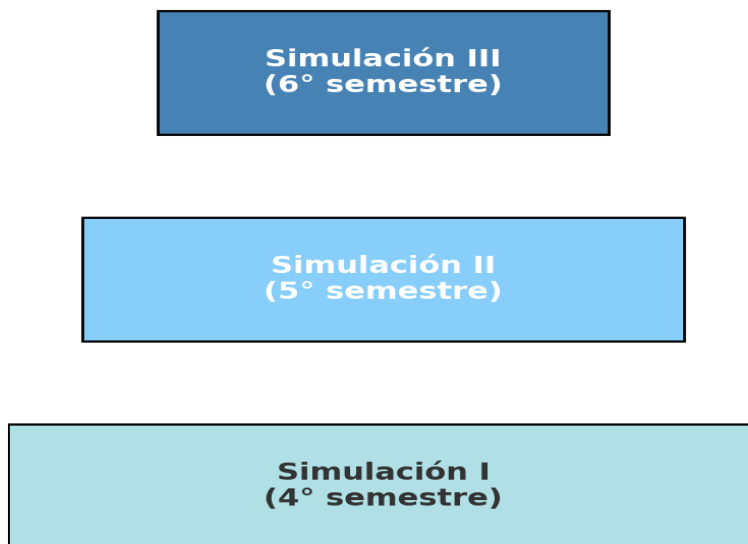 Simulación III
(6° semestre)
Simulación II
(5° semestre)
Simulación I
(4° semestre)